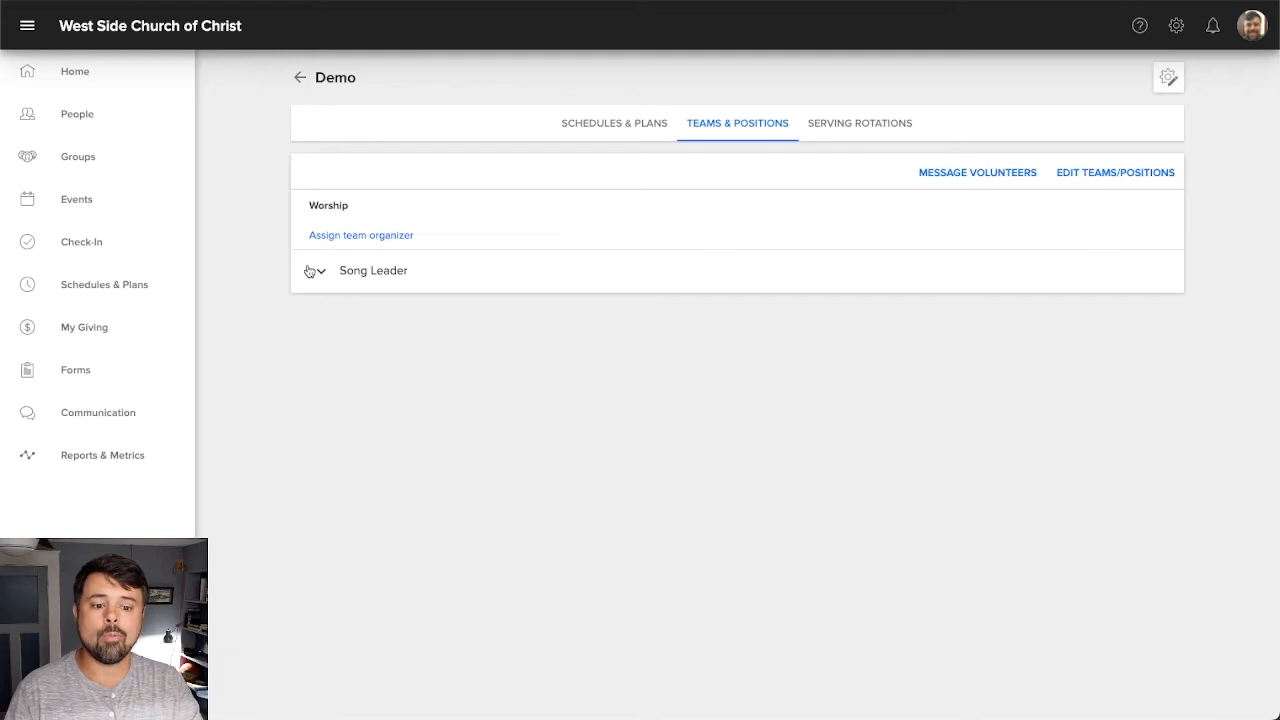 West Side Church of Christ
Home
People
Groups
Events
Check-In
Schedules & Plans
My Giving
Forms
Communication
Reports & Metrics
Demo
SCHEDULES & PLANS TEAMS & POSITIONS SERVING ROTATIONS
MESSAGE VOLUNTEERS EDIT TEAMS/POSITIONS
Worship
Assign team organizer
Song Leader